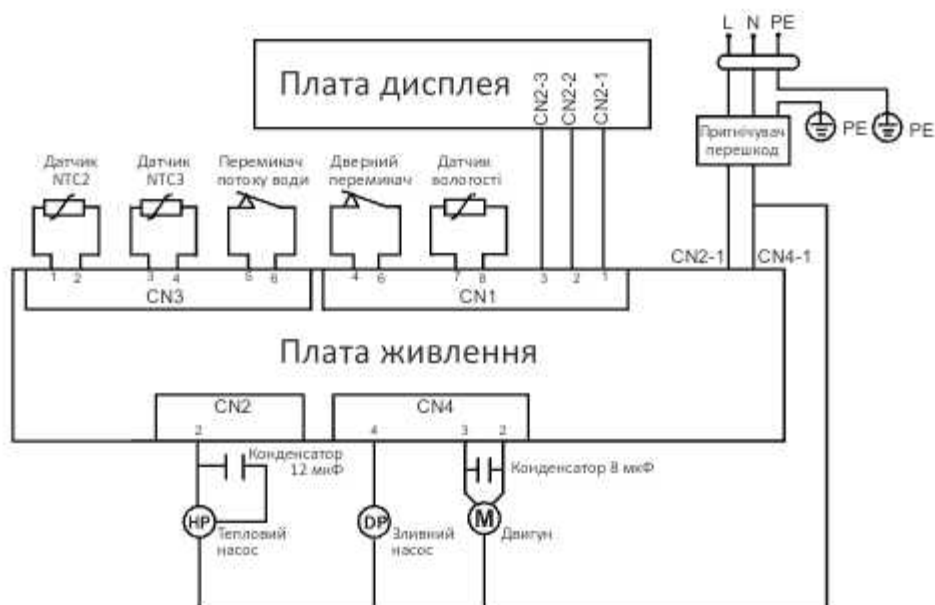 L N PE
Плата дисплея
CN2-3
CN2-2
CN2-1
Притнічувач
перешкод
PE
PE
Датчик
NTC2
Датчик
NTC3
Перемикач
потоку води
Дверний
перемикач
Датчик
вологості
CN2-1
CN4-1
1 2
3 4
5 6
4 6
7 8
3 2 1
CN3
CN1
Плата живлення
CN2
CN4
2
4
3 2
Конденсатор
12 мкФ
Конденсатор 8 мкФ
HP
Тепловий
насос
DP
Зливний
насос
M
Двигун